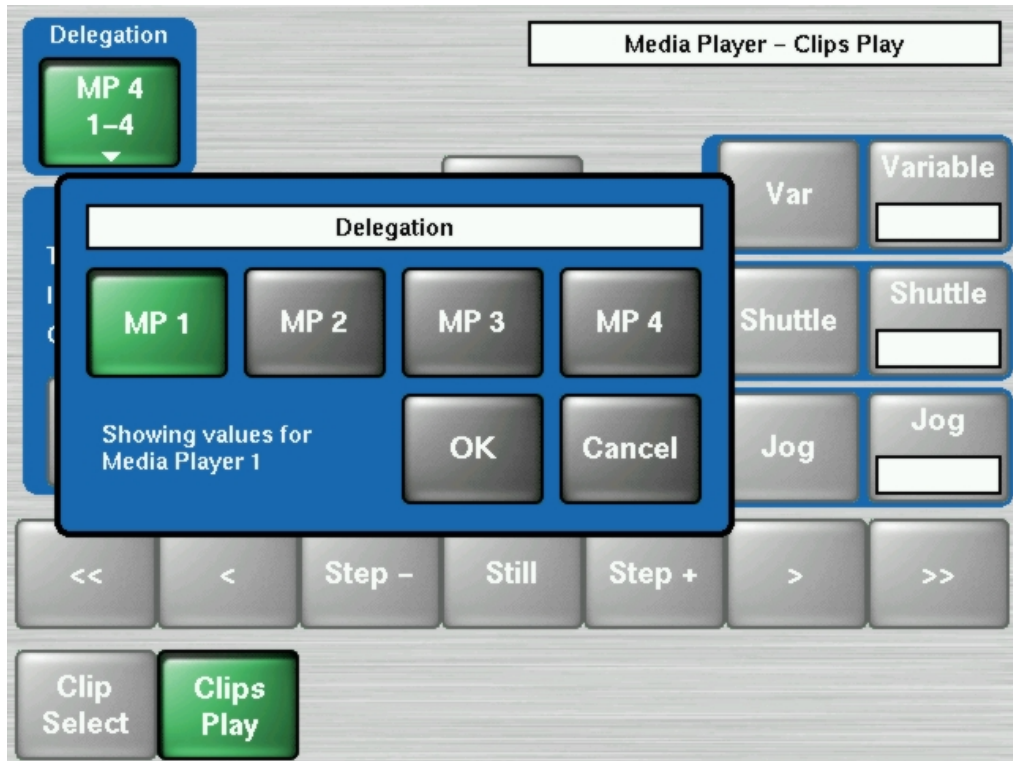 Delegation
MP 4
1–4
Media Player – Clips Play
Var
Variable
Delegation
MP 1
MP 2
MP 3
MP 4
Shuttle
Shuttle
Showing values for
Media Player 1
OK
Cancel
Jog
Jog
<<
<
Step –
Still
Step +
>
>>
Clip
Select
Clips
Play